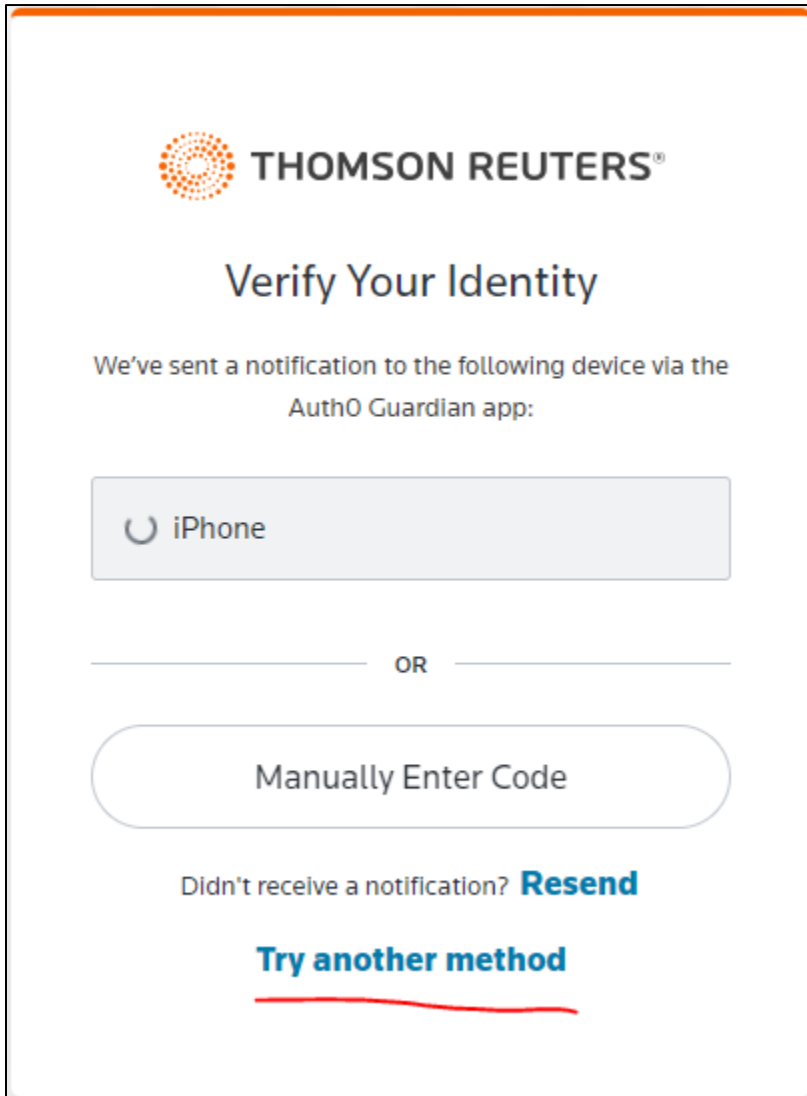 THOMSON REUTERS®
Verify Your Identity
We've sent a notification to the following device via the
Auth0 Guardian app:
iPhone
OR
Manually Enter Code
Didn't receive a notification? Resend
Try another method